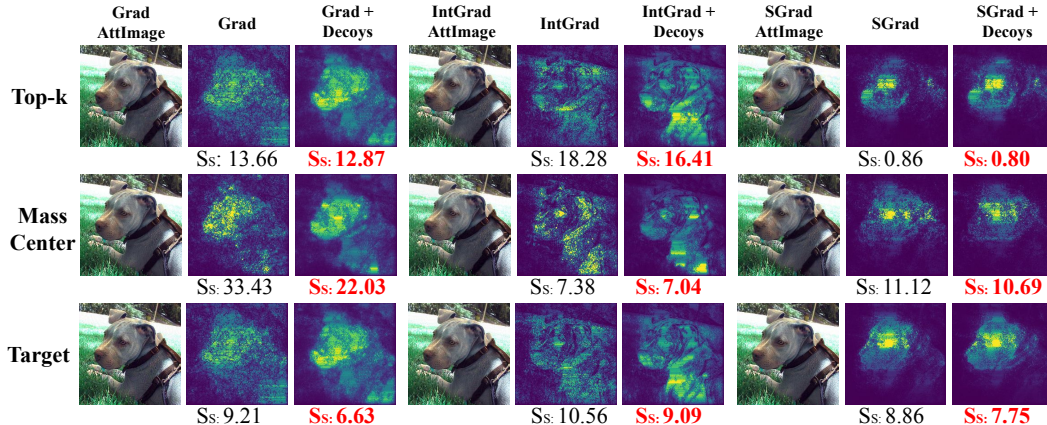 Grad AttImage Grad Grad + Decoys IntGrad AttImage IntGrad IntGrad + Decoys SGrad AttImage SGrad SGrad + Decoys
Top-k
Ss: 13.66 Ss: 12.87 Ss: 18.28 Ss: 16.41 Ss: 0.86 Ss: 0.80
Mass
Center
Ss: 33.43 Ss: 22.03 Ss: 7.38 Ss: 7.04 Ss: 11.12 Ss: 10.69
Target
Ss: 9.21 Ss: 6.63 Ss: 10.56 Ss: 9.09 Ss: 8.86 Ss: 7.75